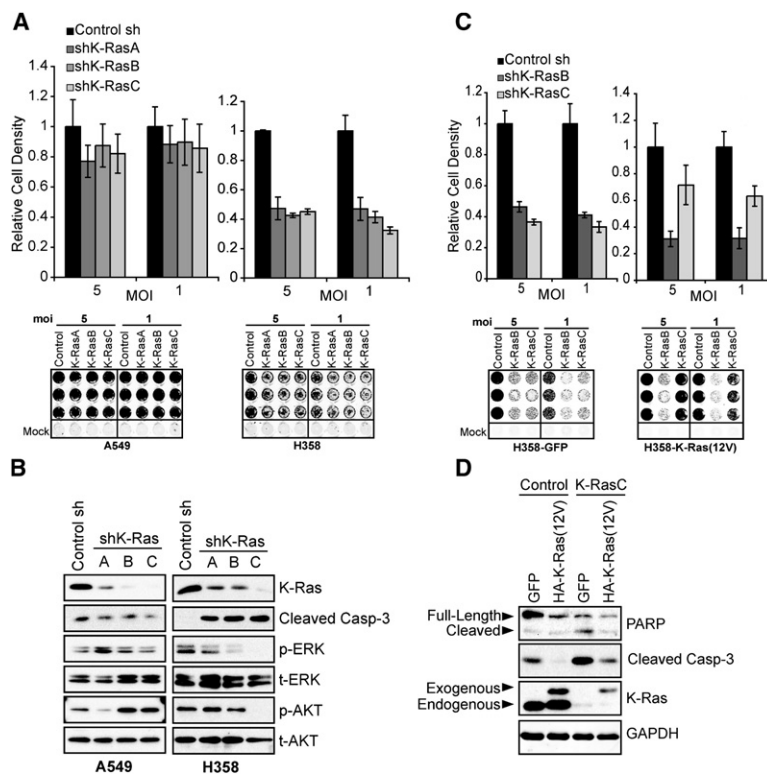 A
Control sh
shK-RasA
shK-RasB
shK-RasC
Relative Cell Density
1.4
1.2
1
0.8
0.6
0.4
0.2
0
5 MOI 1
1.2
1
0.8
0.6
0.4
0.2
0
5 MOI 1
moi 5 1
Control K-RasA K-RasB K-RasC Control K-RasA K-RasB K-RasC
Mock
A549
5 1
Control K-RasA K-RasB K-RasC Control K-RasA K-RasB K-RasC
H358
C
Control sh
shK-RasB
shK-RasC
Relative Cell Density
1.2
1
0.8
0.6
0.4
0.2
0
5 MOI 1
1.4
1.2
1
0.8
0.6
0.4
0.2
0
5 MOI 1
moi 5 1
Control K-RasB K-RasC Control K-RasB K-RasC
Mock
H358-GFP
5 1
Control K-RasB K-RasC Control K-RasB K-RasC
Mock
H358-K-Ras(12V)
B
Control sh shK-Ras Control sh shK-Ras
A B C A B C
K-Ras
Cleaved Casp-3
p-ERK
t-ERK
p-AKT
t-AKT
A549 H358
D
Control K-RasC
GFP HA-K-Ras(12V) GFP HA-K-Ras(12V)
Full-Length
Cleaved
PARP
Cleaved Casp-3
Exogenous
Endogenous
K-Ras
GAPDH